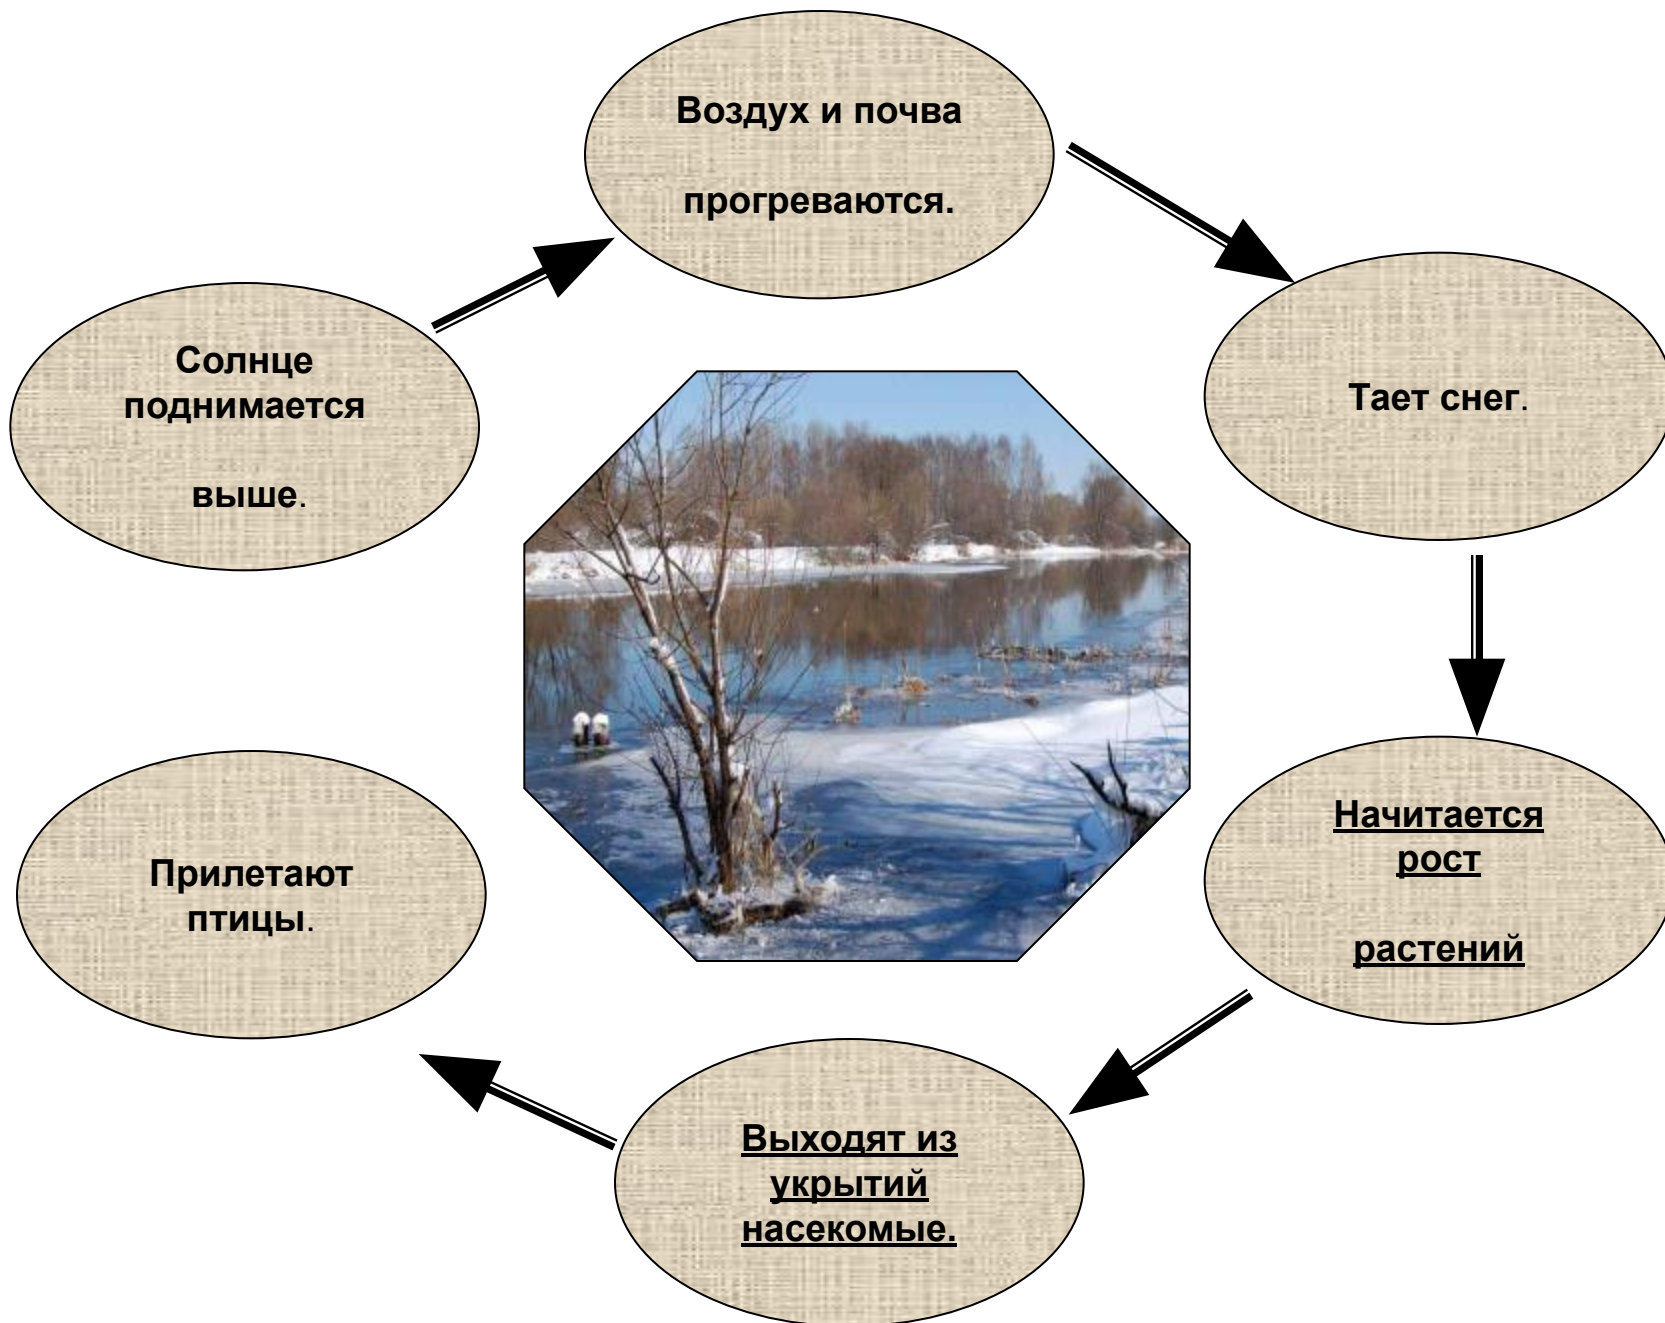 Воздух и почва
прогреваются.
Солнце
поднимается
выше.
Тает снег.
Начитается
рост
растений
Прилетают
птицы.
Выходят из
укрытий
насекомые.